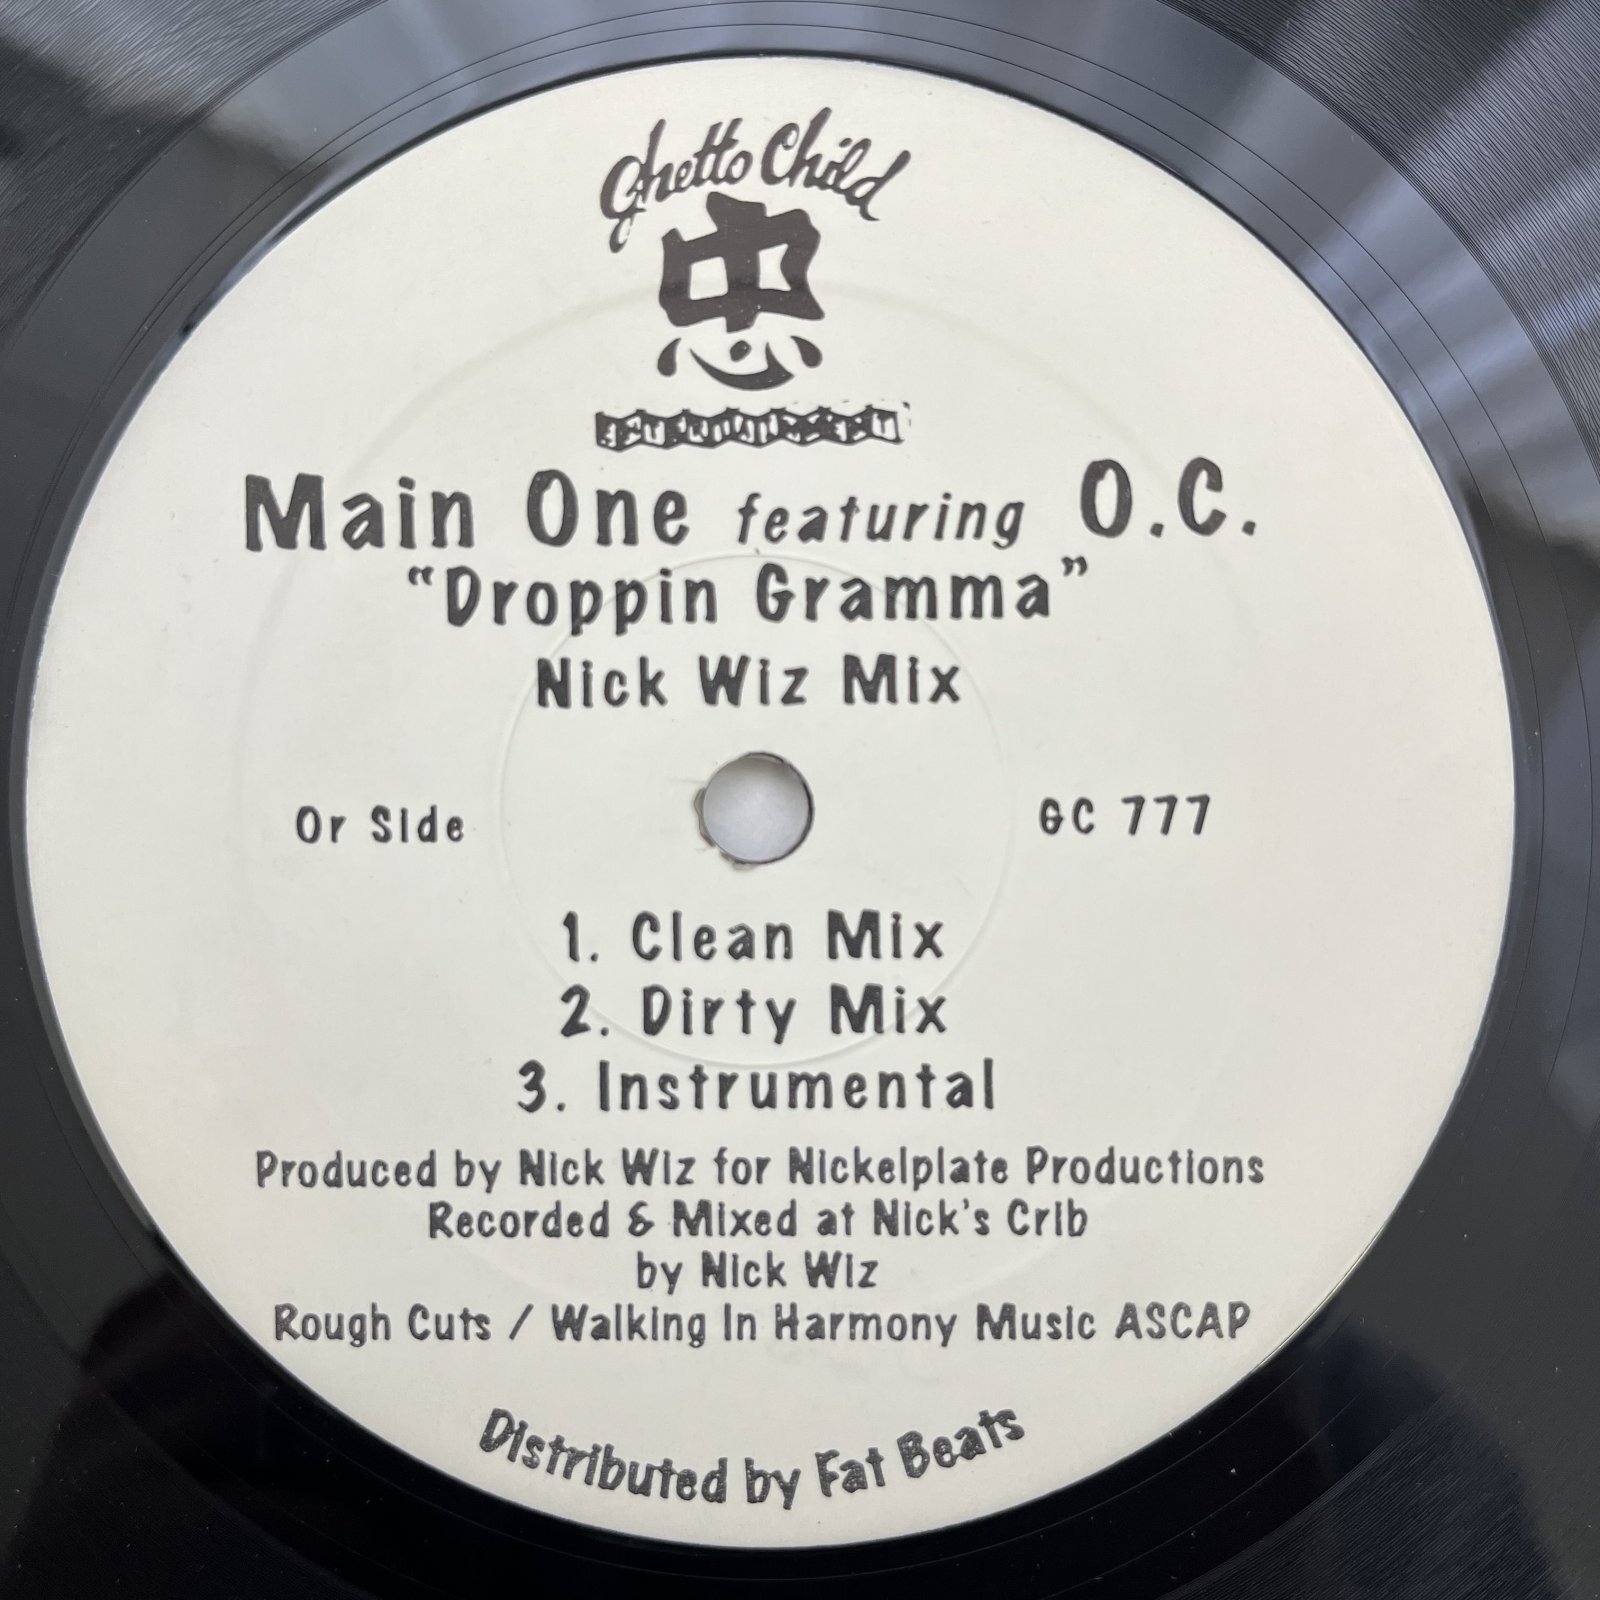 Ghetto Child
忠
Main One featuring O.C.
“Droppin Gramma”
Nick Wiz Mix
Or Side
GC 777
1. Clean Mix
2. Dirty Mix
3. Instrumental
Produced by Nick Wiz for Nickelplate Productions
Recorded & Mixed at Nick's Crib
by Nick Wiz
Rough Cuts / Walking In Harmony Music ASCAP
Distributed by Fat Beats